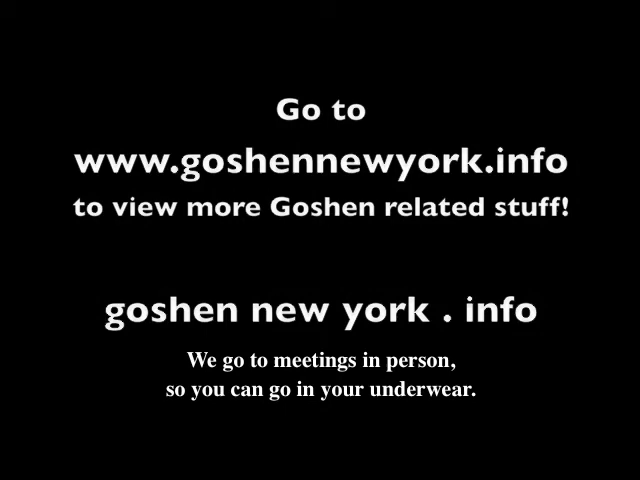 Go to
www.goshennewyork.info
to view more Goshen related stuff!
goshen new york . info
We go to meetings in person,
so you can go in your underwear.